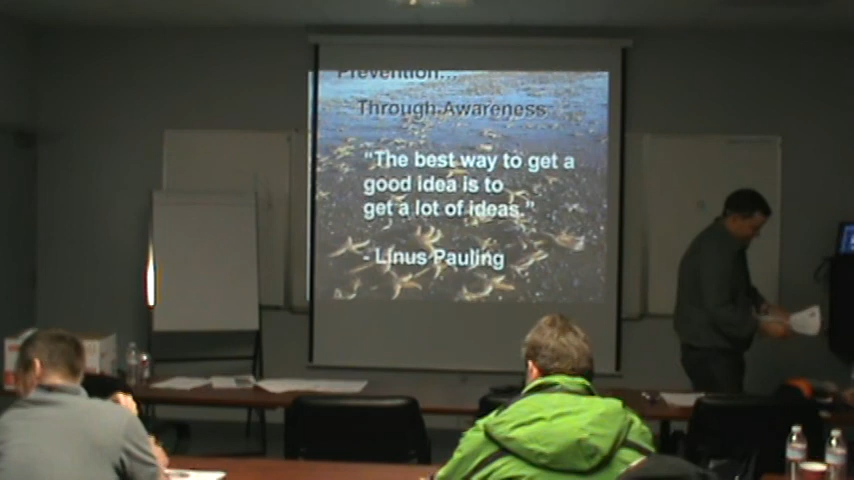 Prevention...
Through Awareness
"The best way to get a
good idea is to
get a lot of ideas."
- Linus Pauling